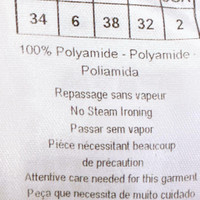 34 6 38 32 2
100% Polyamide - Polyamide -
Poliamida
Repassage sans vapeur
No Steam Ironing
Passar sem vapor
Piéce nécessitant beaucoup
de précaution
Attentive care needed for this garment
Peça que necessita de muito cuidado